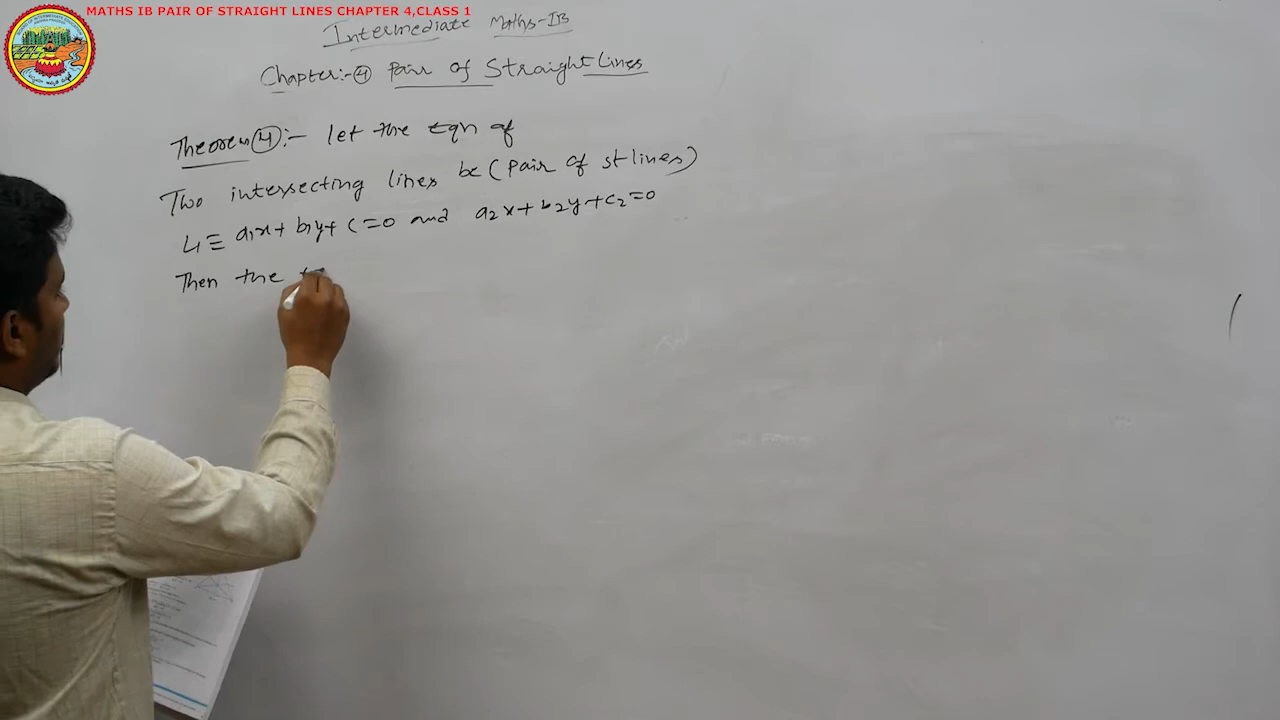 MATHS IB PAIR OF STRAIGHT LINES CHAPTER 4,CLASS 1
Intermediate Maths-IB
Chapter:-④ Pair of Straight Lines
Theorem ④:- let the Eqn of
Two intersecting lines be (Pair of st lines)
L₁ ≡ a₁x + b₁y + C = 0 and a₂x + b₂y + C₂ = 0
Then the